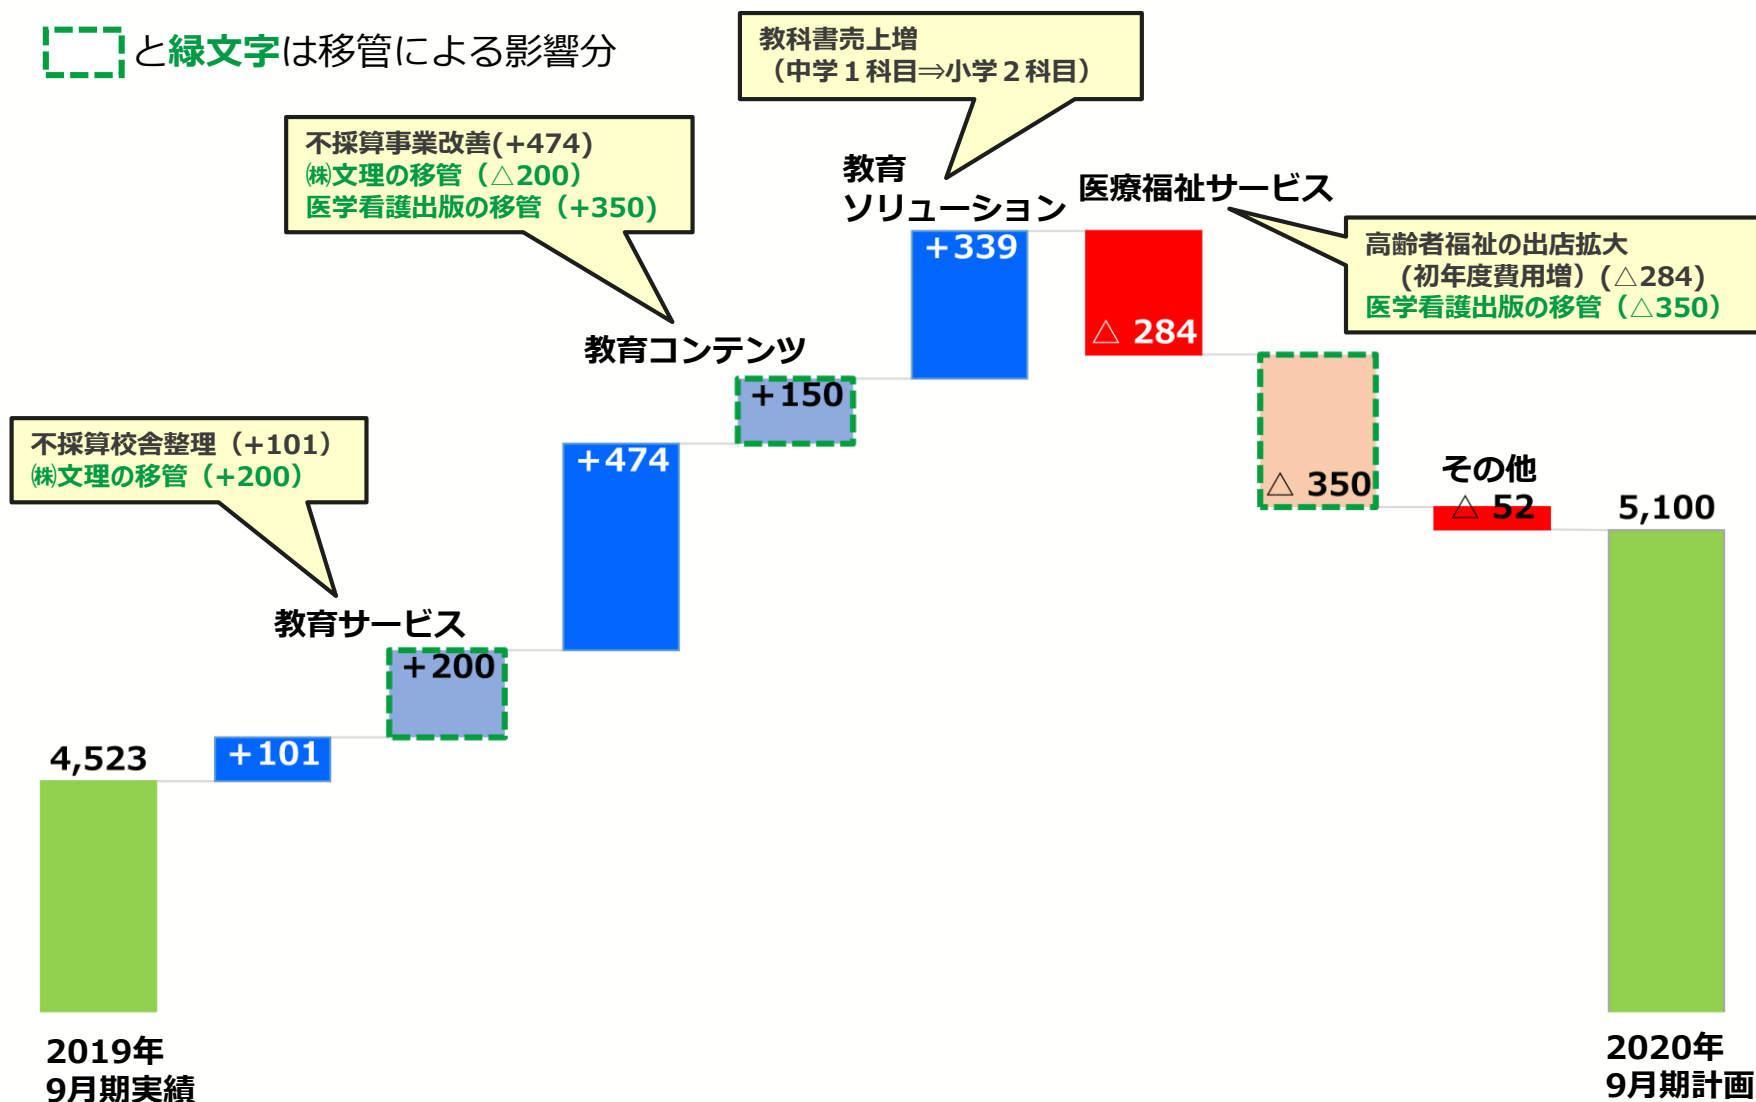 と緑文字は移管による影響分
教科書売上増
（中学１科目⇒小学２科目）
不採算事業改善(+474)
㈱文理の移管（△200）
医学看護出版の移管（+350)
教育
ソリューション
医療福祉サービス
高齢者福祉の出店拡大
(初年度費用増）(△284)
医学看護出版の移管（△350）
+339
△ 284
教育コンテンツ
+150
不採算校舎整理（+101）
㈱文理の移管（+200）
+474
△ 350
その他
△ 52
5,100
教育サービス
+200
4,523
+101
2019年
9月期実績
2020年
9月期計画